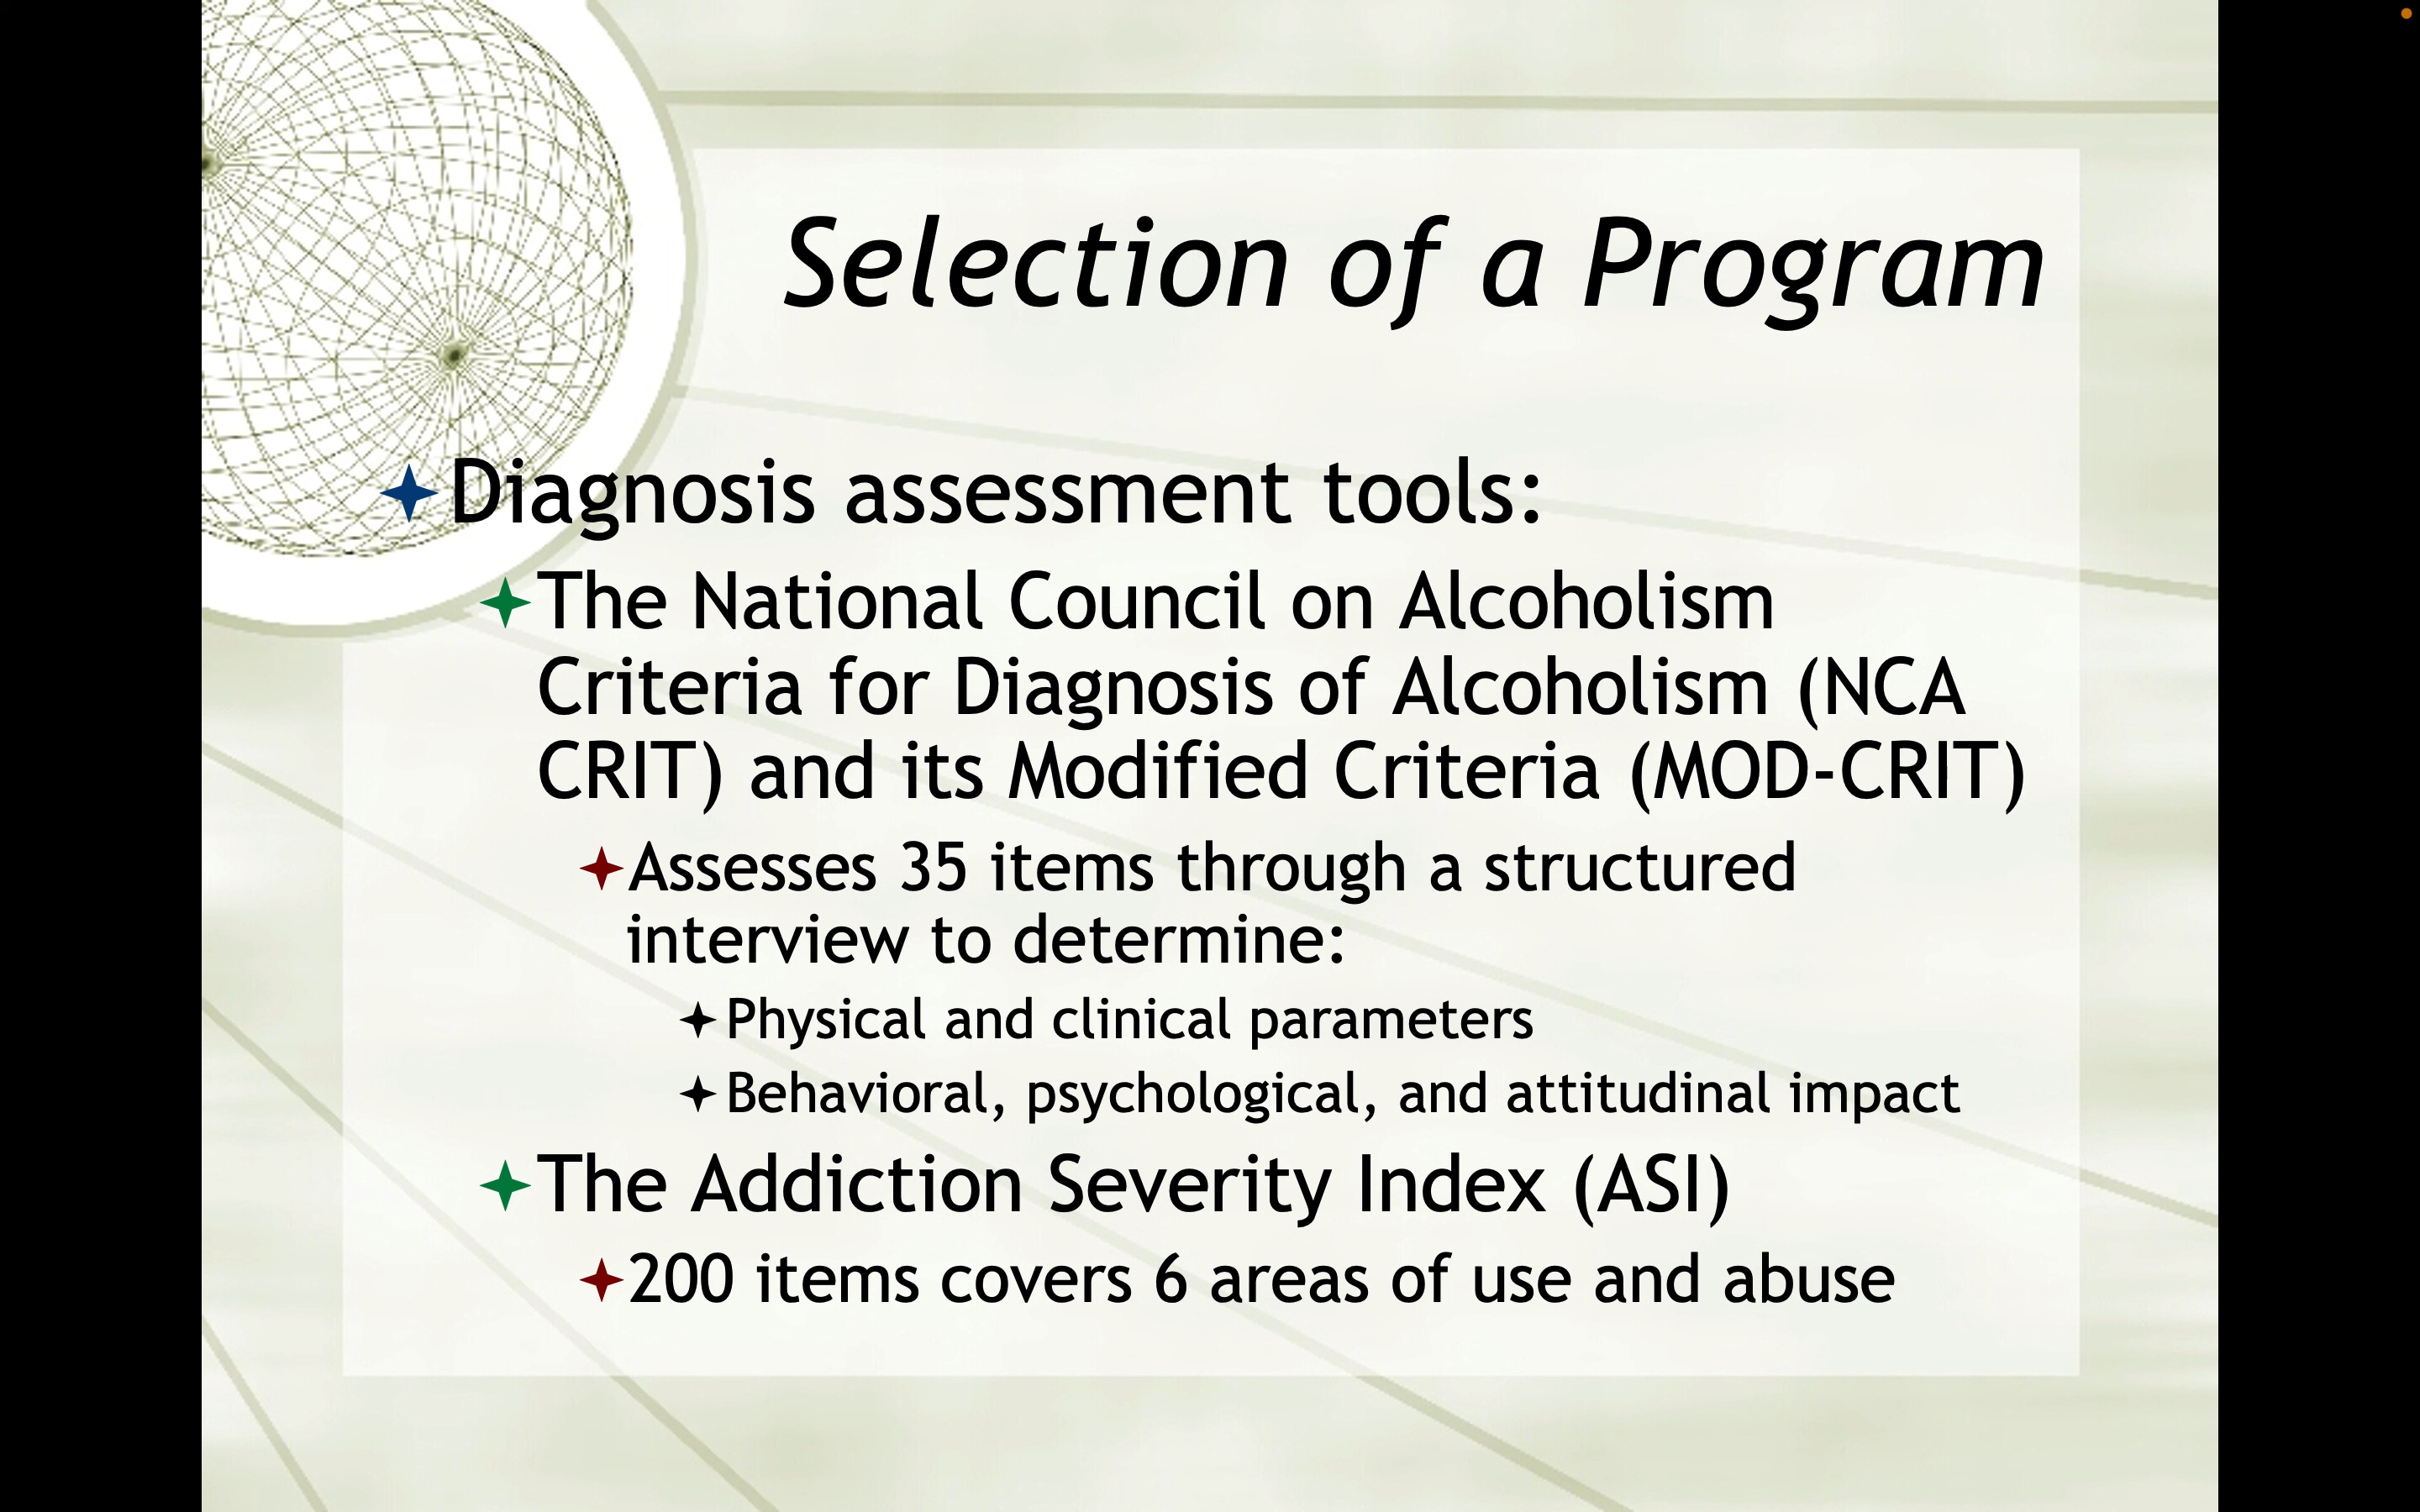 Selection of a Program
Diagnosis assessment tools:
The National Council on Alcoholism
Criteria for Diagnosis of Alcoholism (NCA
CRIT) and its Modified Criteria (MOD-CRIT)
Assesses 35 items through a structured
interview to determine:
Physical and clinical parameters
Behavioral, psychological, and attitudinal impact
The Addiction Severity Index (ASI)
200 items covers 6 areas of use and abuse